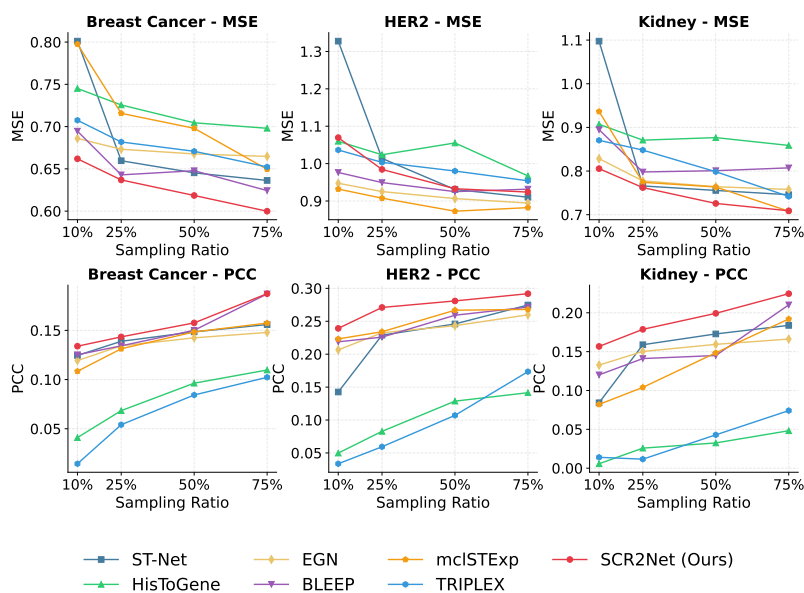 Breast Cancer - MSE
HER2 - MSE
Kidney - MSE
MSE
0.80
0.75
0.70
0.65
0.60
10% 25% 50% 75%
Sampling Ratio
MSE
1.3
1.2
1.1
1.0
0.9
10% 25% 50% 75%
Sampling Ratio
MSE
1.1
1.0
0.9
0.8
0.7
10% 25% 50% 75%
Sampling Ratio
Breast Cancer - PCC
HER2 - PCC
Kidney - PCC
PCC
0.15
0.10
0.05
10% 25% 50% 75%
Sampling Ratio
PCC
0.30
0.25
0.20
0.15
0.10
0.05
10% 25% 50% 75%
Sampling Ratio
PCC
0.20
0.15
0.10
0.05
0.00
10% 25% 50% 75%
Sampling Ratio
ST-Net
HisToGene
EGN
BLEEP
mclSTExp
TRIPLEX
SCR2Net (Ours)